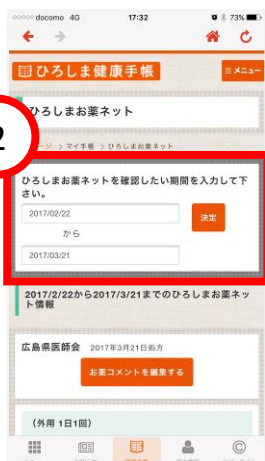 docomo 4G 17:32 73%
ひろしま健康手帳
メニュー
ひろしまお薬ネット
2
ージ > マイ手帳 > ひろしまお薬ネット
ひろしまお薬ネットを確認したい期間を入力して下
さい。
2017/02/22
決定
から
2017/03/21
2017/2/22から2017/3/21までのひろしまお薬ネッ
ト情報
広島県医師会 2017年3月21日処方
お薬コメントを編集する
(外用 1日1回)